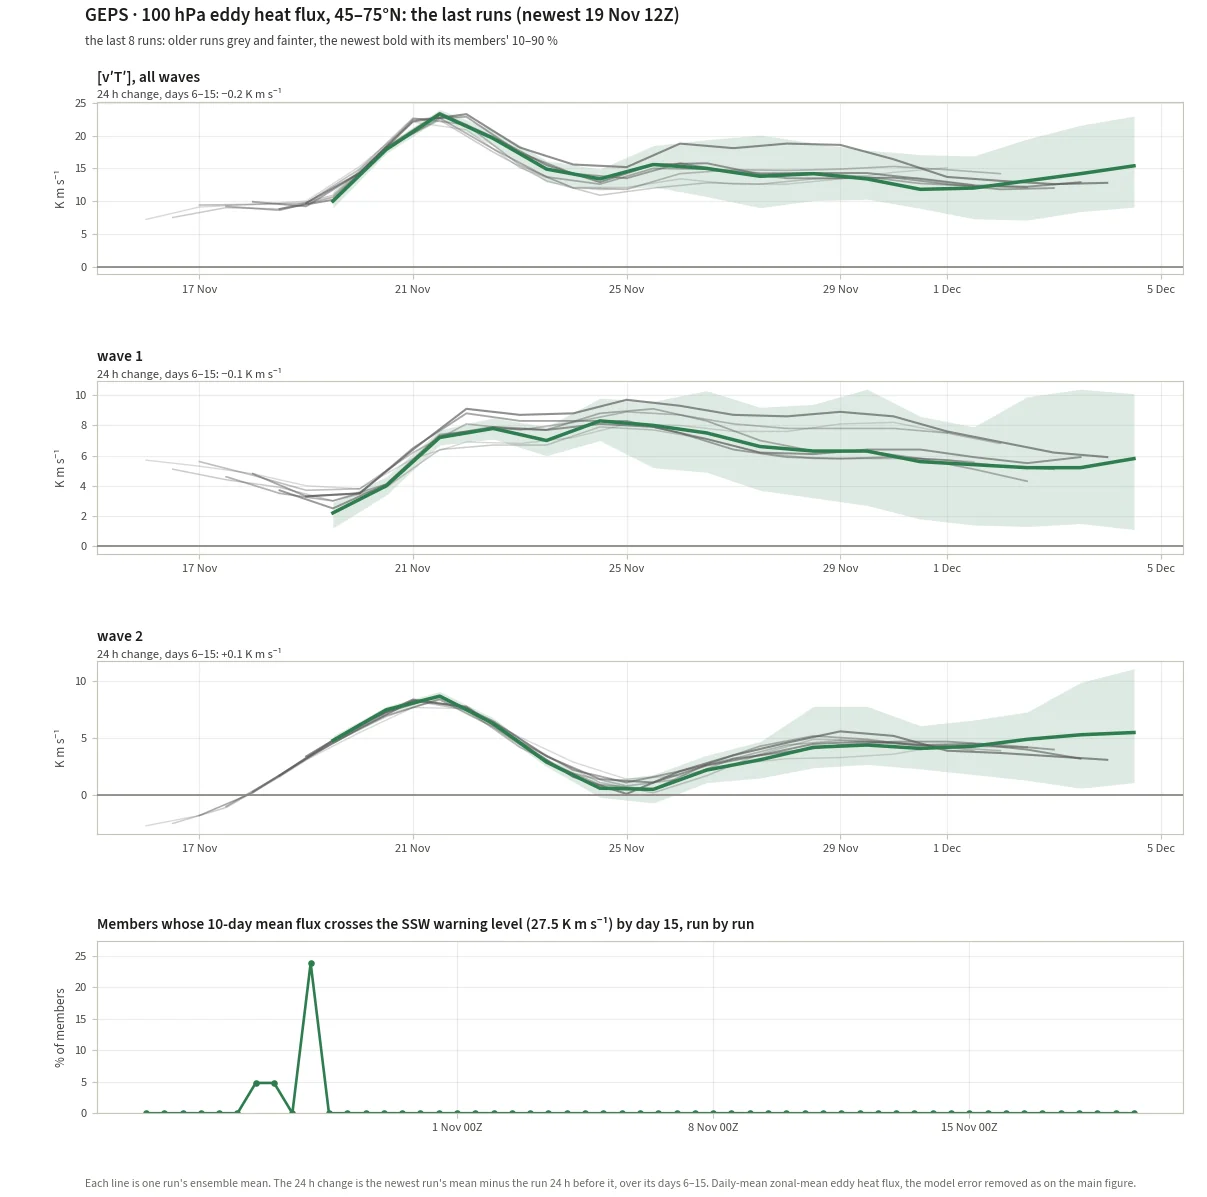 GEPS · 100 hPa eddy heat flux, 45–75°N: the last runs (newest 19 Nov 12Z)
the last 8 runs: older runs grey and fainter, the newest bold with its members' 10–90 %
[v′T′], all waves
24 h change, days 6–15: −0.2 K m s⁻¹
25
20
15
10
5
0
K m s⁻¹
17 Nov 21 Nov 25 Nov 29 Nov 1 Dec 5 Dec
wave 1
24 h change, days 6–15: −0.1 K m s⁻¹
10
8
6
4
2
0
K m s⁻¹
17 Nov 21 Nov 25 Nov 29 Nov 1 Dec 5 Dec
wave 2
24 h change, days 6–15: +0.1 K m s⁻¹
10
5
0
K m s⁻¹
17 Nov 21 Nov 25 Nov 29 Nov 1 Dec 5 Dec
Members whose 10-day mean flux crosses the SSW warning level (27.5 K m s⁻¹) by day 15, run by run
25
20
15
10
5
0
% of members
1 Nov 00Z 8 Nov 00Z 15 Nov 00Z
Each line is one run's ensemble mean. The 24 h change is the newest run's mean minus the run 24 h before it, over its days 6–15. Daily-mean zonal-mean eddy heat flux, the model error removed as on the main figure.